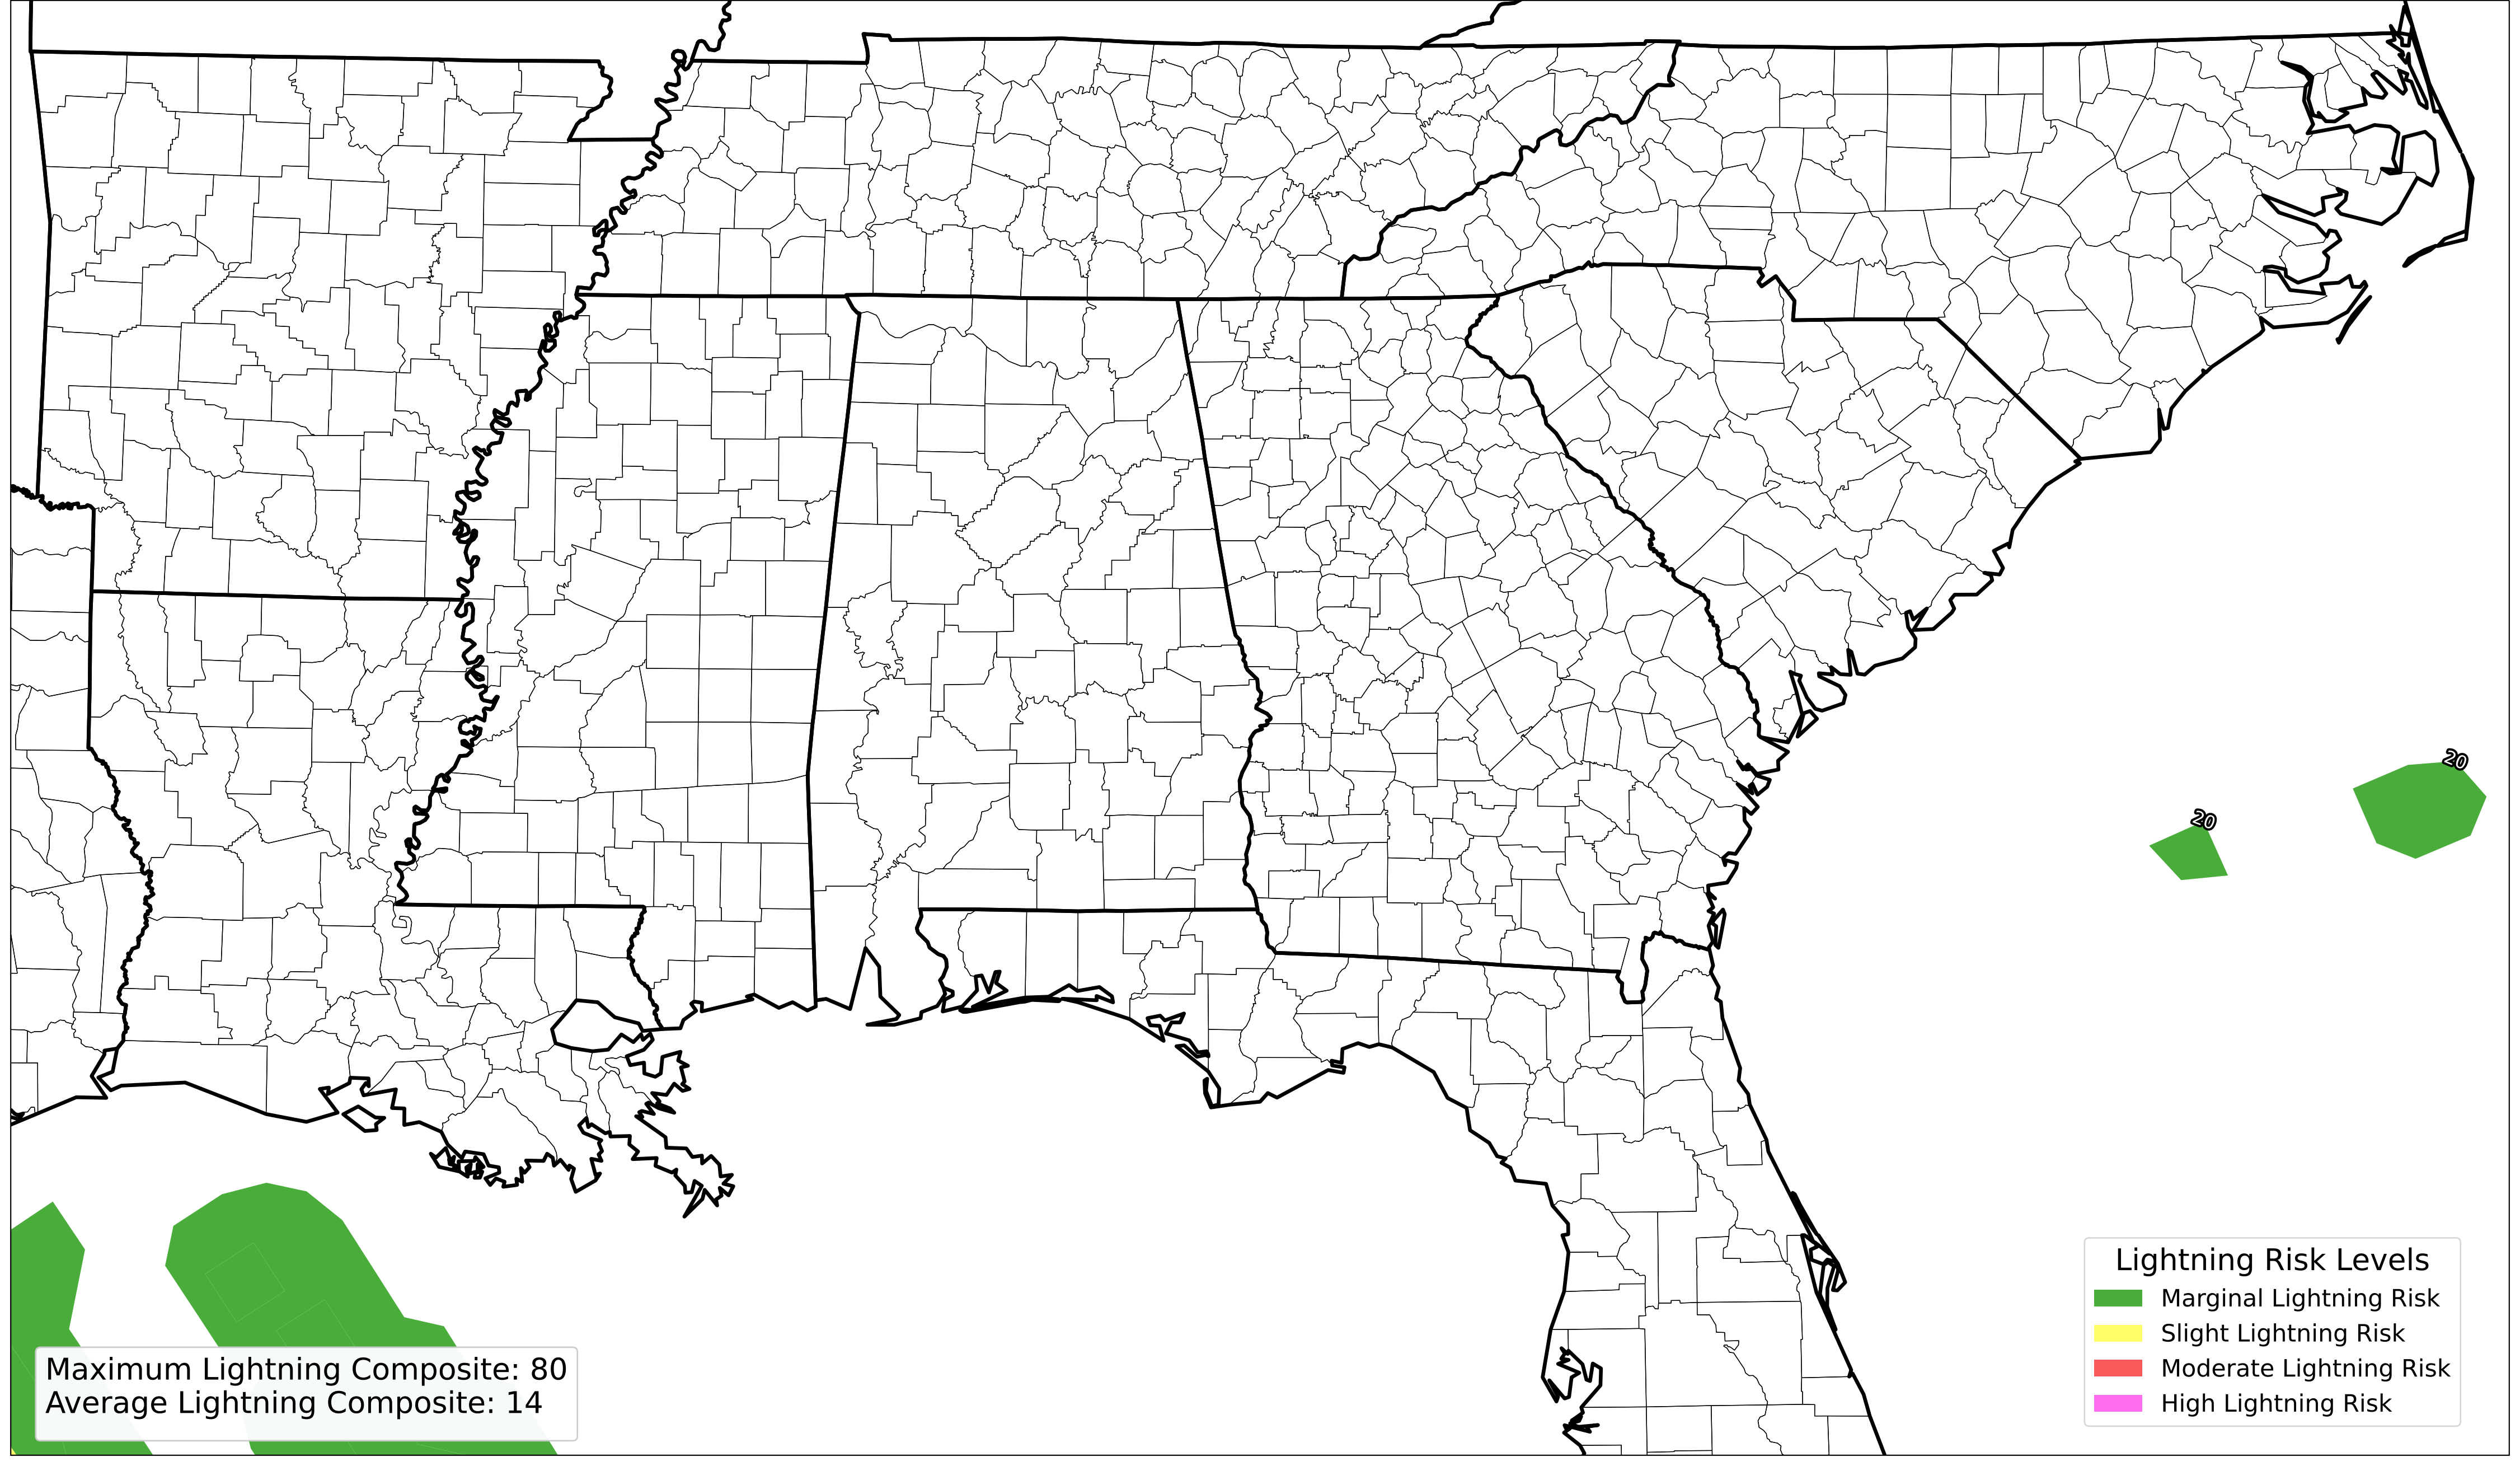 20
20
Lightning Risk Levels
Marginal Lightning Risk
Slight Lightning Risk
Moderate Lightning Risk
High Lightning Risk
Maximum Lightning Composite: 80
Average Lightning Composite: 14